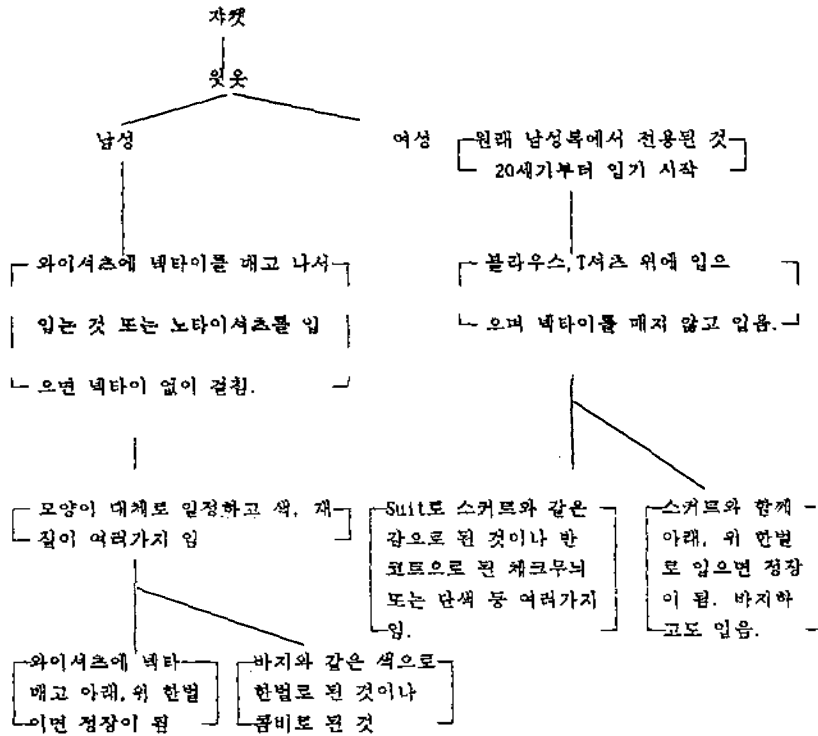 쟈켓
윗옷
남성
여성
원래 남성복에서 전용된 것
20세기부터 입기 시작
와이셔츠에 넥타이를 매고 나서
입는 것 또는 노타이셔츠를 입
으면 넥타이 없이 걸침.
블라우스, T셔츠 위에 입으
으며 넥타이를 매지 않고 입음.
모양이 대체로 일정하고 색, 재
질이 여러가지 임
Suit로 스커트와 같은
감으로 된 것이나 반
코트으로 된 체크무늬
또는 단색 등 여러가지
임.
스커트와 함께
아래, 위 한벌
로 입으면 정장
이 됨. 바지하
고도 입음.
와이셔츠에 넥타
매고 아래, 위 한벌
이면 정장이 됨
바지와 같은 색으로
한벌로 된 것이나
콤비로 된 것